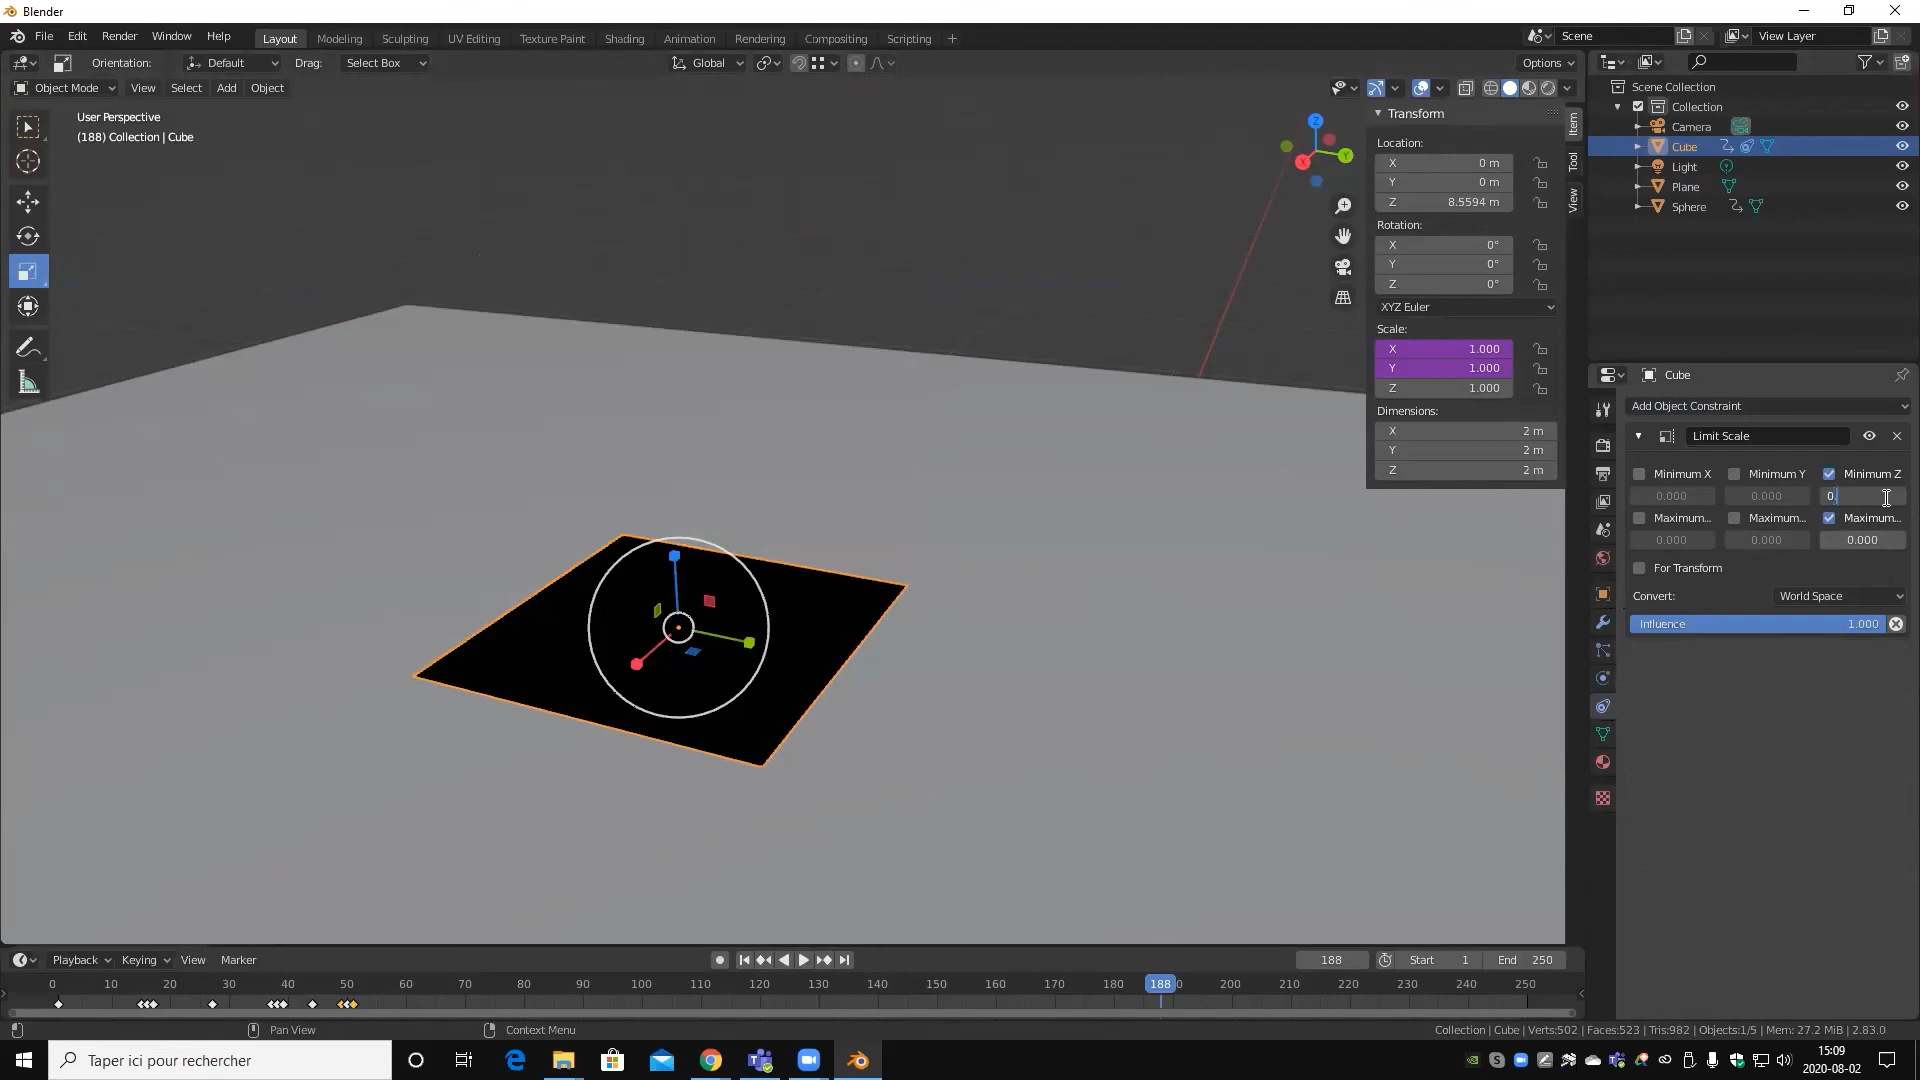 Blender
File Edit Render Window Help
Layout Modeling Sculpting UV Editing Texture Paint Shading Animation Rendering Compositing Scripting
Scene View Layer
Orientation: Default Drag: Select Box Global Options
Object Mode View Select Add Object
User Perspective
(188) Collection | Cube
Z
Y
X
Item
Tool
View
Transform
Location:
X 0 m
Y 0 m
Z 8.5594 m
Rotation:
X 0°
Y 0°
Z 0°
XYZ Euler
Scale:
X 1.000
Y 1.000
Z 1.000
Dimensions:
X 2 m
Y 2 m
Z 2 m
Scene Collection
Collection
Camera
Cube
Light
Plane
Sphere
Cube
Add Object Constraint
Limit Scale
Minimum X Minimum Y Minimum Z
0.000 0.000 0.
Maximum... Maximum... Maximum...
0.000 0.000 0.000
For Transform
Convert: World Space
Influence 1.000
Playback Keying View Marker
188 Start 1 End 250
0 10 20 30 40 50 60 70 80 90 100 110 120 130 140 150 160 170 180 188 0 200 210 220 230 240 250
Pan View Context Menu
Collection | Cube | Verts:502 | Faces:523 | Tris:982 | Objects:1/5 | Mem: 27.2 MiB | 2.83.0
Taper ici pour rechercher
15:09
2020-08-02